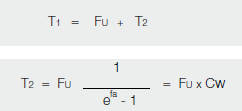 T1 = FU + T2
T2 = FU 1 / e^fa - 1 = FU x CW